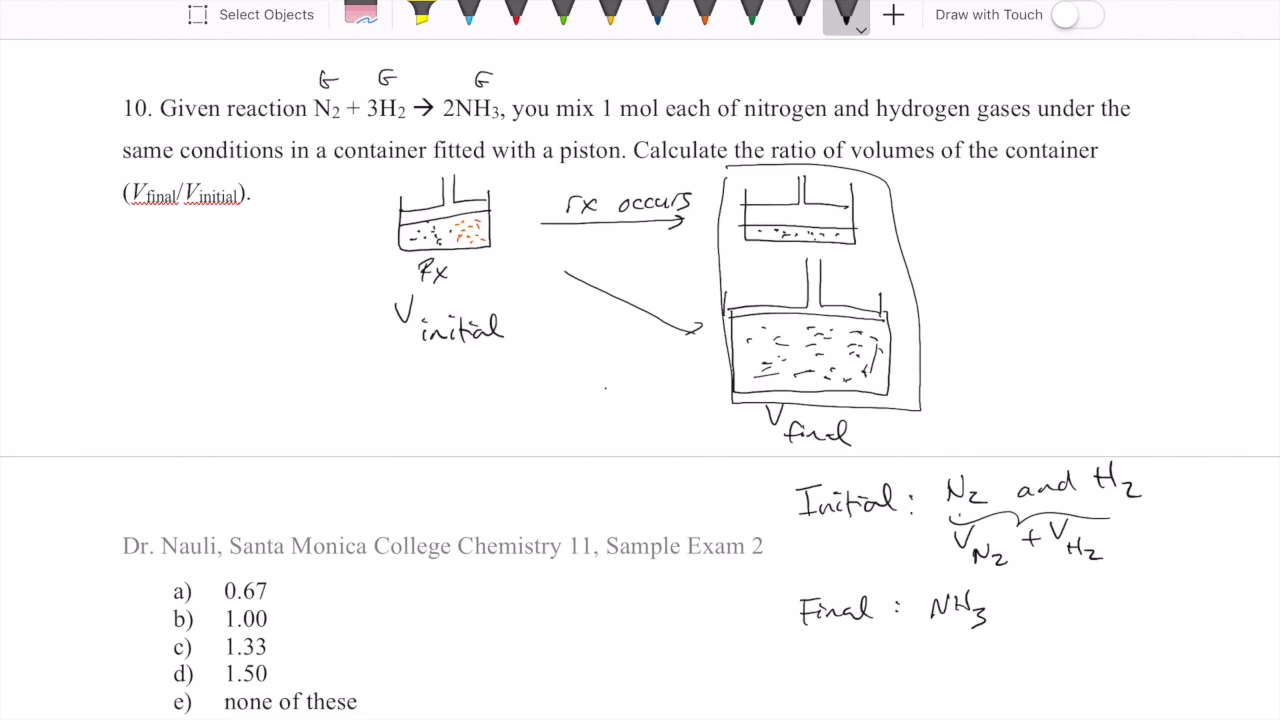 Select Objects
Draw with Touch
G G G
10. Given reaction N₂ + 3H₂ → 2NH₃, you mix 1 mol each of nitrogen and hydrogen gases under the
same conditions in a container fitted with a piston. Calculate the ratio of volumes of the container
(Vfinal/Vinitial).
rx occurs
Rx
V initial
V final
Initial : N₂ and H₂
V N₂ + V H₂
Dr. Nauli, Santa Monica College Chemistry 11, Sample Exam 2
a) 0.67
Final : NH₃
b) 1.00
c) 1.33
d) 1.50
e) none of these